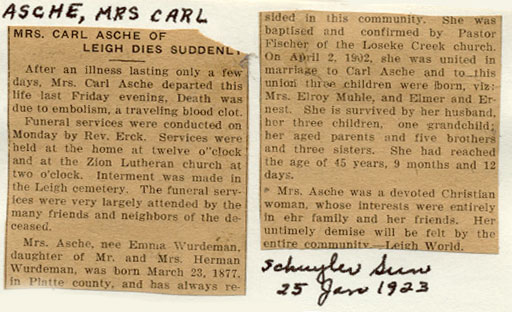 ASCHE, MRS CARL
MRS. CARL ASCHE OF
LEIGH DIES SUDDENLY
After an illness lasting only a few
days, Mrs. Carl Asche departed this
life last Friday evening, Death was
due to embolism, a traveling blood clot.
Funeral services were conducted on
Monday by Rev. Erck. Services were
held at the home at twelve o'clock
and at the Zion Lutheran church at
two o'clock. Interment was made in
the Leigh cemetery. The funeral serv-
ices were very largely attended by the
many friends and neighbors of the de-
ceased.
Mrs. Asche, nee Emma Wurdeman,
daughter of Mr. and Mrs. Herman
Wurdeman, was born March 23, 1877,
in Platte county, and has always re-
sided in this community. She was
baptised and confirmed by Pastor
Fischer of the Loseke Creek church.
On April 2, 1902, she was united in
marriage to Carl Asche and to this
union three children were born, viz:
Mrs. Elroy Muhle, and Elmer and Er-
nest. She is survived by her husband,
her three children, one grandchild;
her aged parents and five brothers
and three sisters. She had reached
the age of 45 years, 9 months and 12
days.
Mrs. Asche was a devoted Christian
woman, whose interests were entirely
in ehr family and her friends. Her
untimely demise will be felt by the
entire community.—Leigh World.
Schuyler Sun
25 Jan 1923